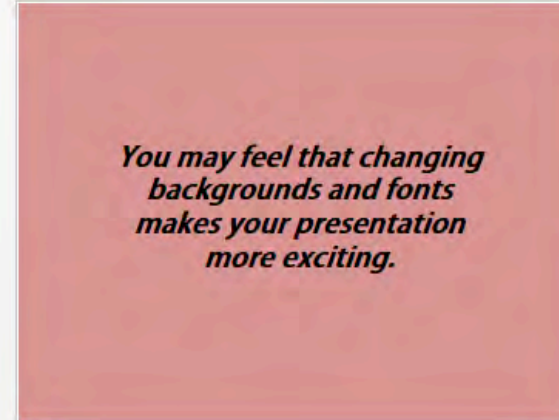 You may feel that changing
backgrounds and fonts
makes your presentation
more exciting.